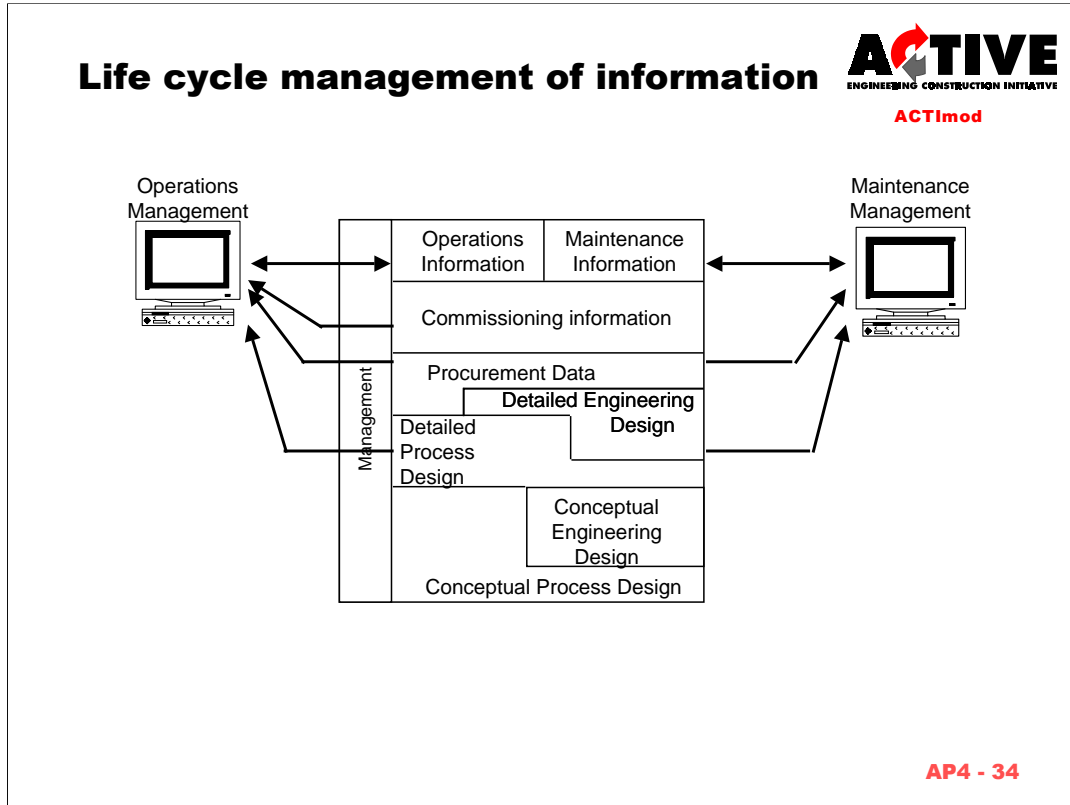 Life cycle management of information
ACTIVE
ENGINEERING CONSTRUCTION INITIATIVE
ACTImod
Operations
Management
Maintenance
Management
Management
Operations
Information
Maintenance
Information
Commissioning information
Procurement Data
Detailed Engineering
Design
Detailed
Process
Design
Conceptual
Engineering
Design
Conceptual Process Design
AP4 - 34